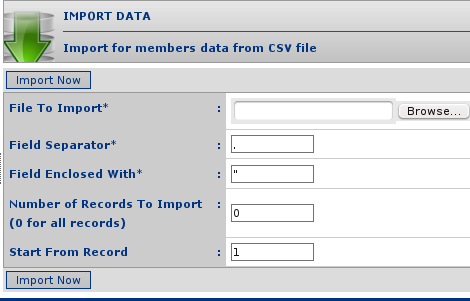 IMPORT DATA
Import for members data from CSV file
Import Now
File To Import* : Browse...
Field Separator* : ,
Field Enclosed With* : "
Number of Records To Import : 0
(0 for all records)
Start From Record : 1
Import Now